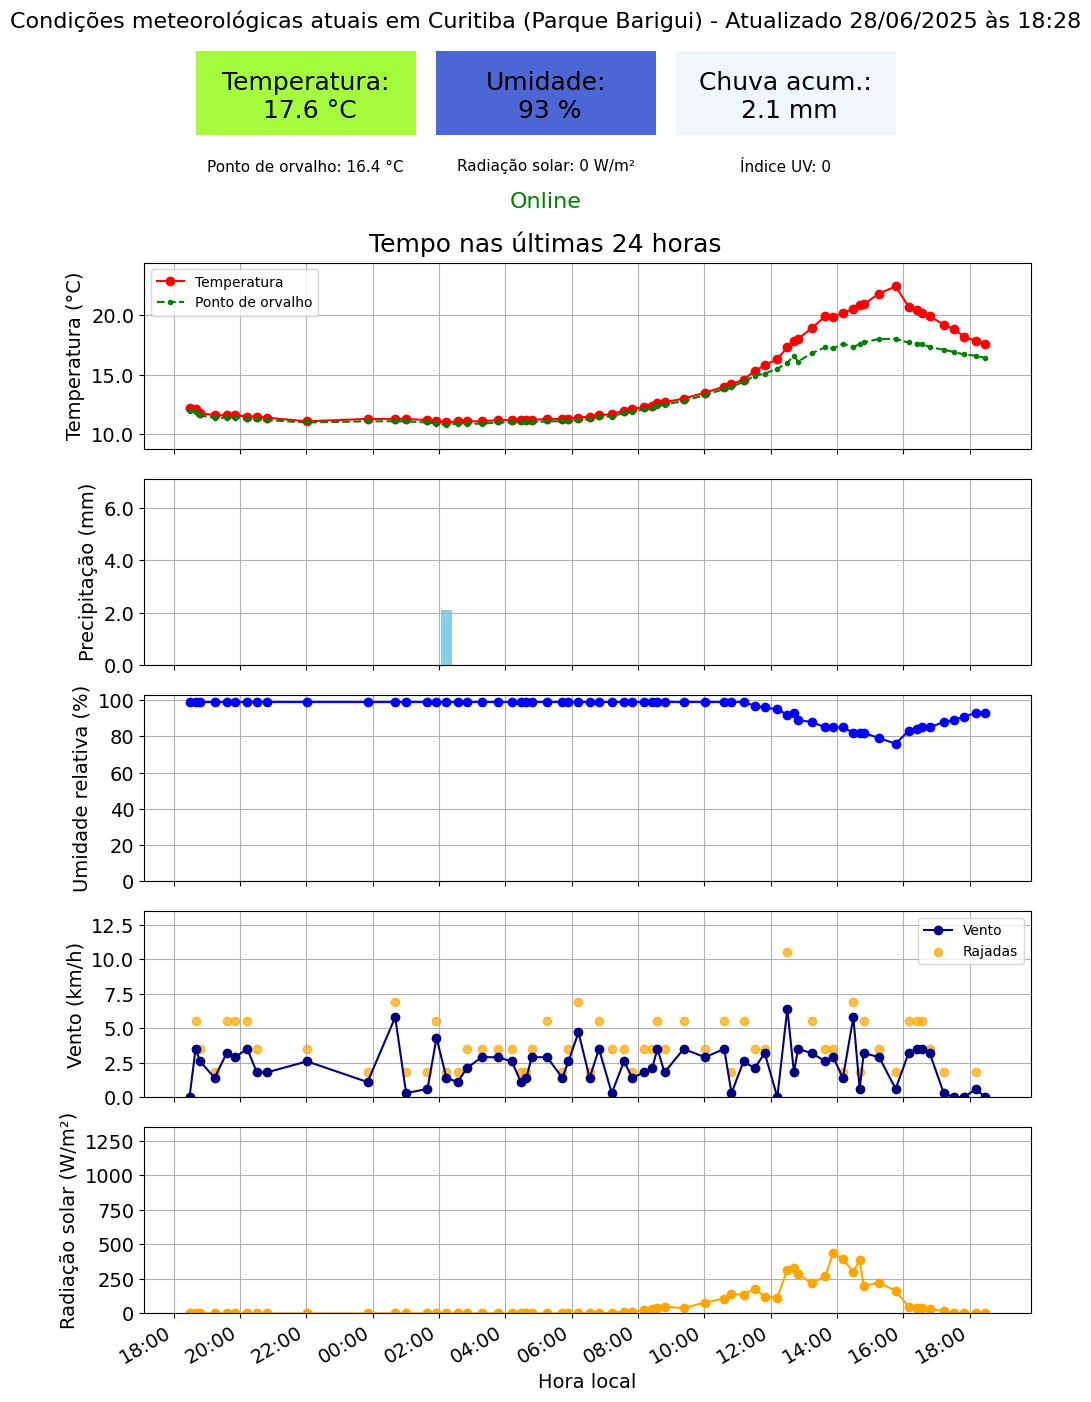 Condições meteorológicas atuais em Curitiba (Parque Barigui) - Atualizado 28/06/2025 às 18:28
Temperatura:
17.6 °C
Umidade:
93 %
Chuva acum.:
2.1 mm
Ponto de orvalho: 16.4 °C
Radiação solar: 0 W/m²
Índice UV: 0
Online
Tempo nas últimas 24 horas
Temperatura (°C)
20.0
15.0
10.0
Temperatura
Ponto de orvalho
Precipitação (mm)
6.0
4.0
2.0
0.0
Umidade relativa (%)
100
80
60
40
20
0
Vento (km/h)
12.5
10.0
7.5
5.0
2.5
0.0
Vento
Rajadas
Radiação solar (W/m²)
1250
1000
750
500
250
0
18:00
20:00
22:00
00:00
02:00
04:00
06:00
08:00
10:00
12:00
14:00
16:00
18:00
Hora local